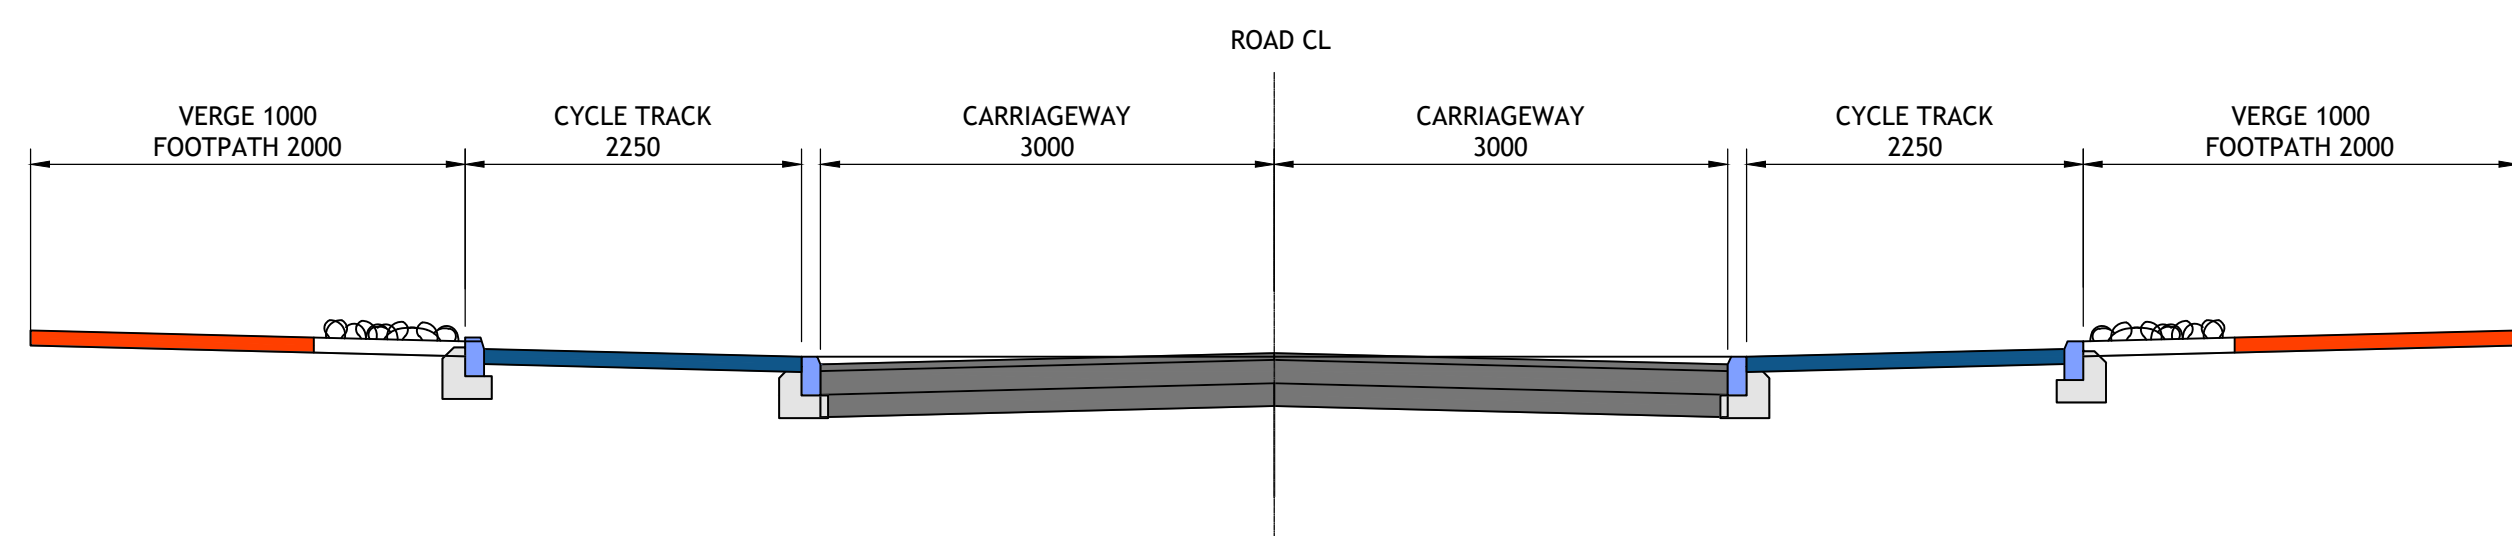 ROAD CL
VERGE 1000
FOOTPATH 2000
CYCLE TRACK
2250
CARRIAGEWAY
3000
CARRIAGEWAY
3000
CYCLE TRACK
2250
VERGE 1000
FOOTPATH 2000